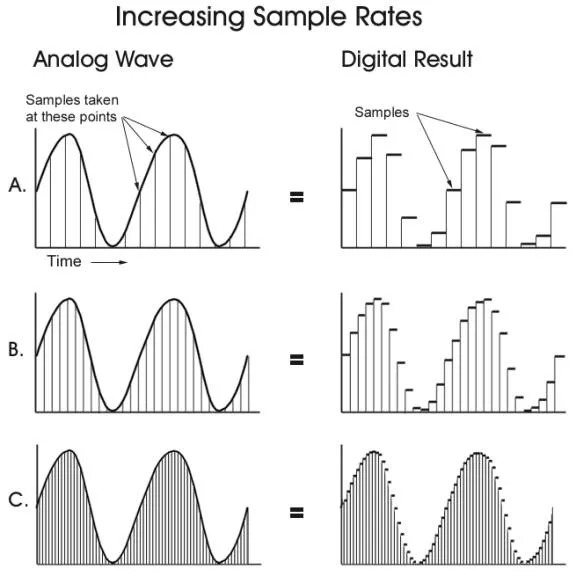 Increasing Sample Rates
Analog Wave
Digital Result
Samples taken
at these points
Samples
A.
=
Time
B.
=
C.
=